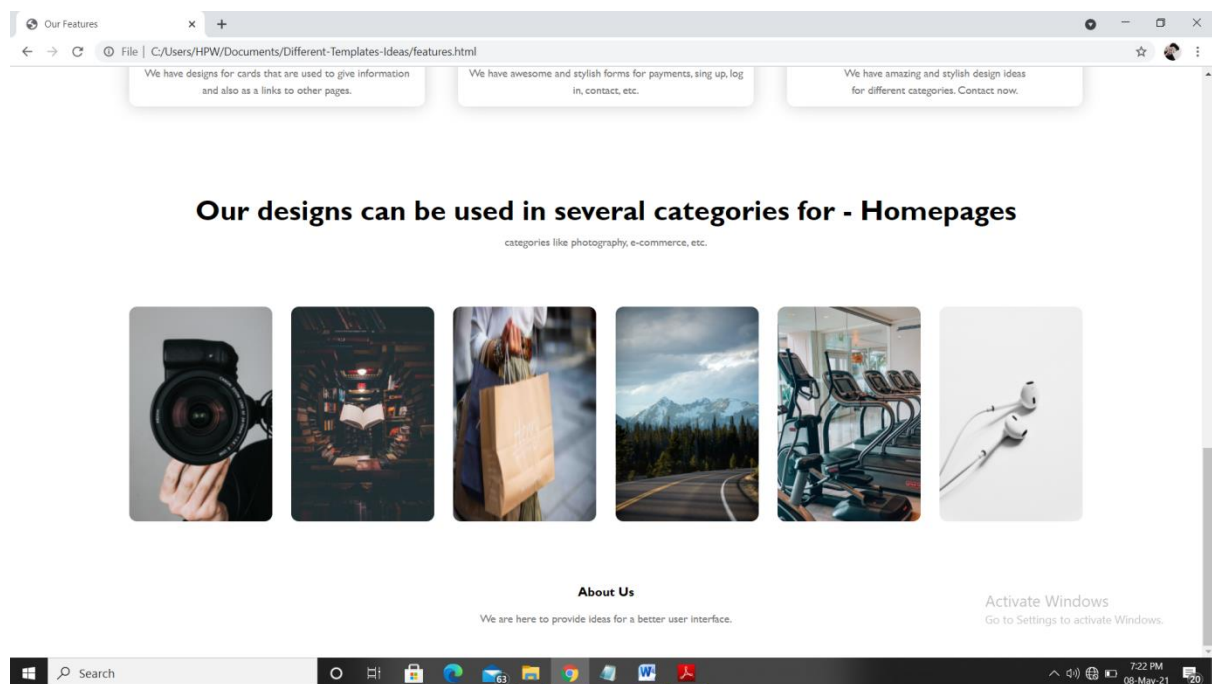 Our Features
File | C:/Users/HPW/Documents/Different-Templates-Ideas/features.html
We have designs for cards that are used to give information
and also as a links to other pages.
We have awesome and stylish forms for payments, sing up, log
in, contact, etc.
We have amazing and stylish design ideas
for different categories. Contact now.
Our designs can be used in several categories for - Homepages
categories like photography, e-commerce, etc.
About Us
We are here to provide ideas for a better user interface.
Activate Windows
Go to Settings to activate Windows.
Search
63
7:22 PM
08-May-21
20